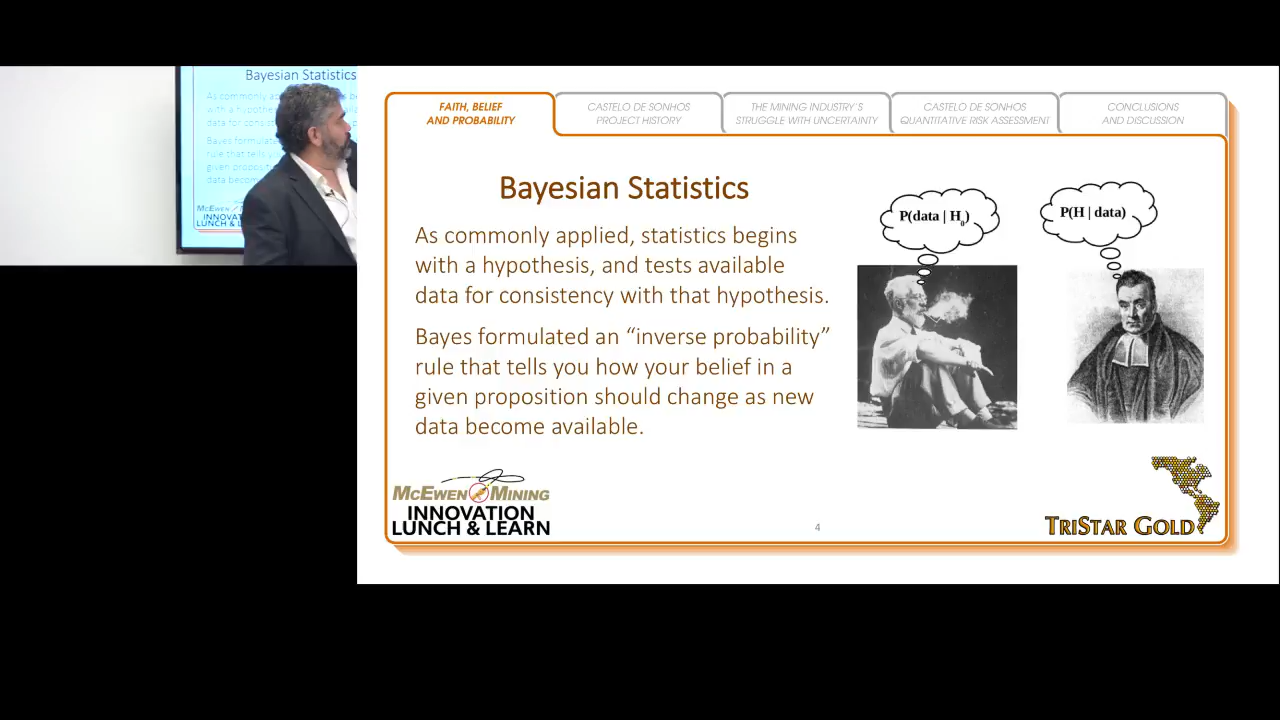 Bayesian Statistics
FAITH, BELIEF
AND PROBABILITY
CASTELO DE SONHOS
PROJECT HISTORY
THE MINING INDUSTRY'S
STRUGGLE WITH UNCERTAINTY
CASTELO DE SONHOS
QUANTITATIVE RISK ASSESSMENT
CONCLUSIONS
AND DISCUSSION
Bayesian Statistics
As commonly applied, statistics begins
with a hypothesis, and tests available
data for consistency with that hypothesis.
Bayes formulated an “inverse probability”
rule that tells you how your belief in a
given proposition should change as new
data become available.
P(data | H₀)
P(H | data)
MCEWEN MINING
INNOVATION
LUNCH & LEARN
4
TRISTAR GOLD